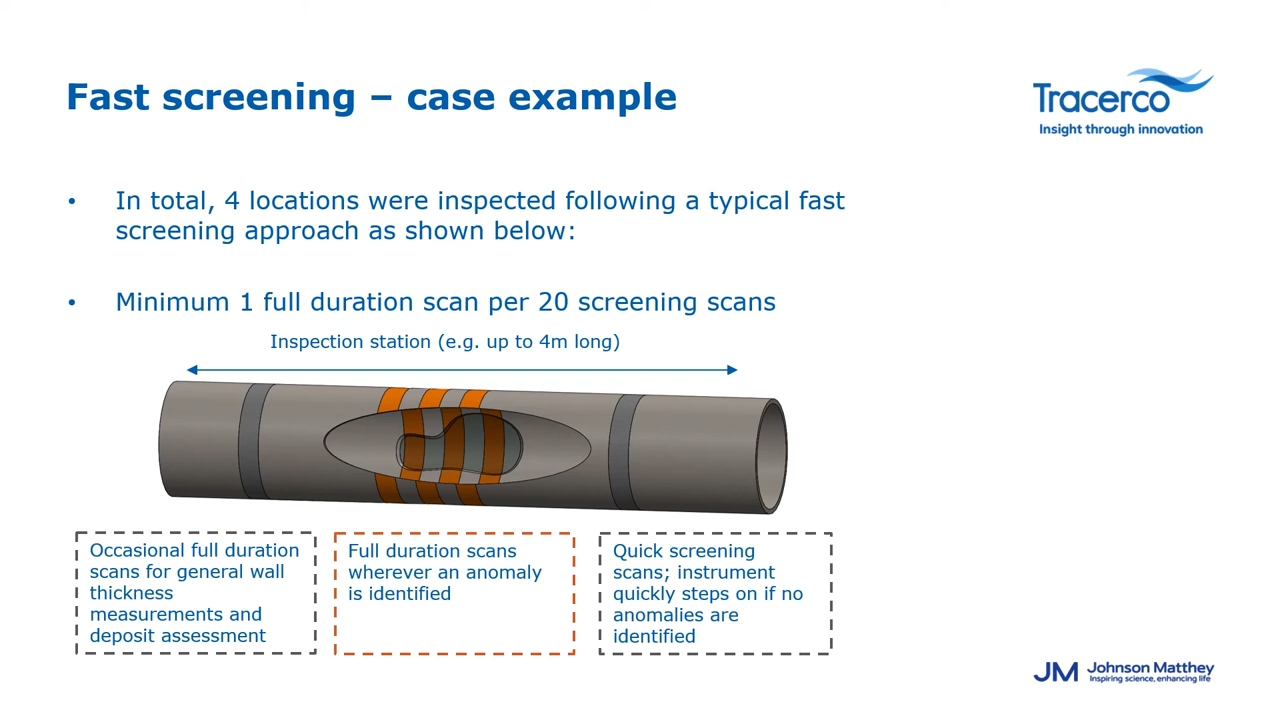 Fast screening – case example
Tracerco
Insight through innovation
• In total, 4 locations were inspected following a typical fast
screening approach as shown below:
• Minimum 1 full duration scan per 20 screening scans
Inspection station (e.g. up to 4m long)
Occasional full duration
scans for general wall
thickness
measurements and
deposit assessment
Full duration scans
wherever an anomaly
is identified
Quick screening
scans; instrument
quickly steps on if no
anomalies are
identified
JM Johnson Matthey
Inspiring science, enhancing life